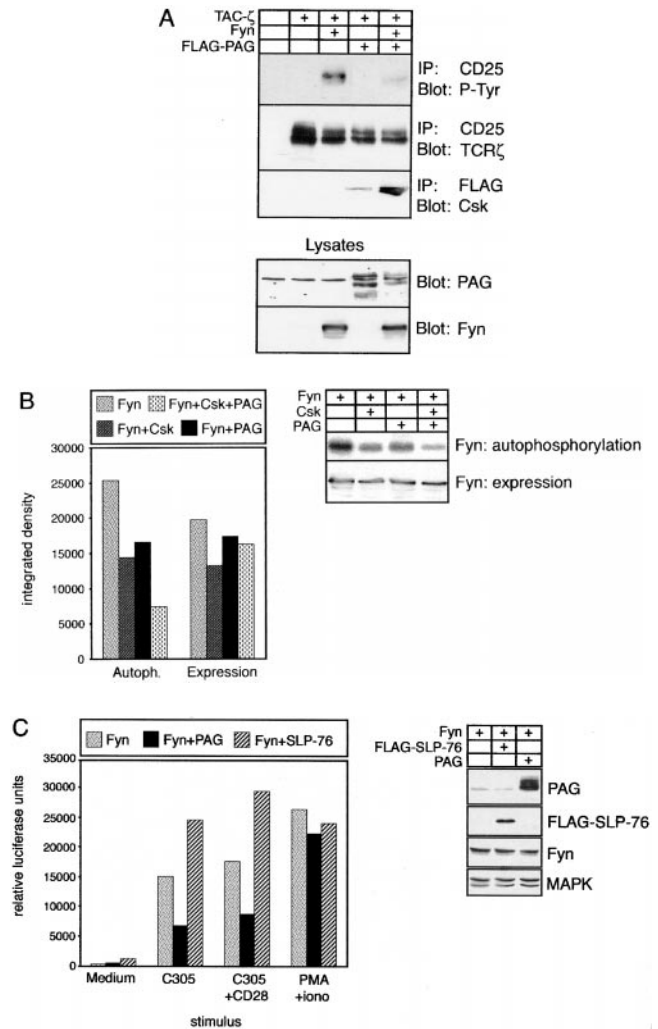 A
TAC-ζ + + + +
Fyn + +
FLAG-PAG + +
IP: CD25
Blot: P-Tyr
IP: CD25
Blot: TCRζ
IP: FLAG
Blot: Csk
Lysates
Blot: PAG
Blot: Fyn
B
Fyn Fyn+Csk+PAG
Fyn+Csk Fyn+PAG
30000
25000
20000
15000
10000
5000
0
integrated density
Autoph. Expression
Fyn + + + +
Csk + +
PAG + +
Fyn: autophosphorylation
Fyn: expression
C
Fyn Fyn+PAG Fyn+SLP-76
35000
30000
25000
20000
15000
10000
5000
0
relative luciferase units
Medium C305 C305 PMA
+CD28 +iono
stimulus
Fyn + + +
FLAG-SLP-76 +
PAG +
PAG
FLAG-SLP-76
Fyn
MAPK